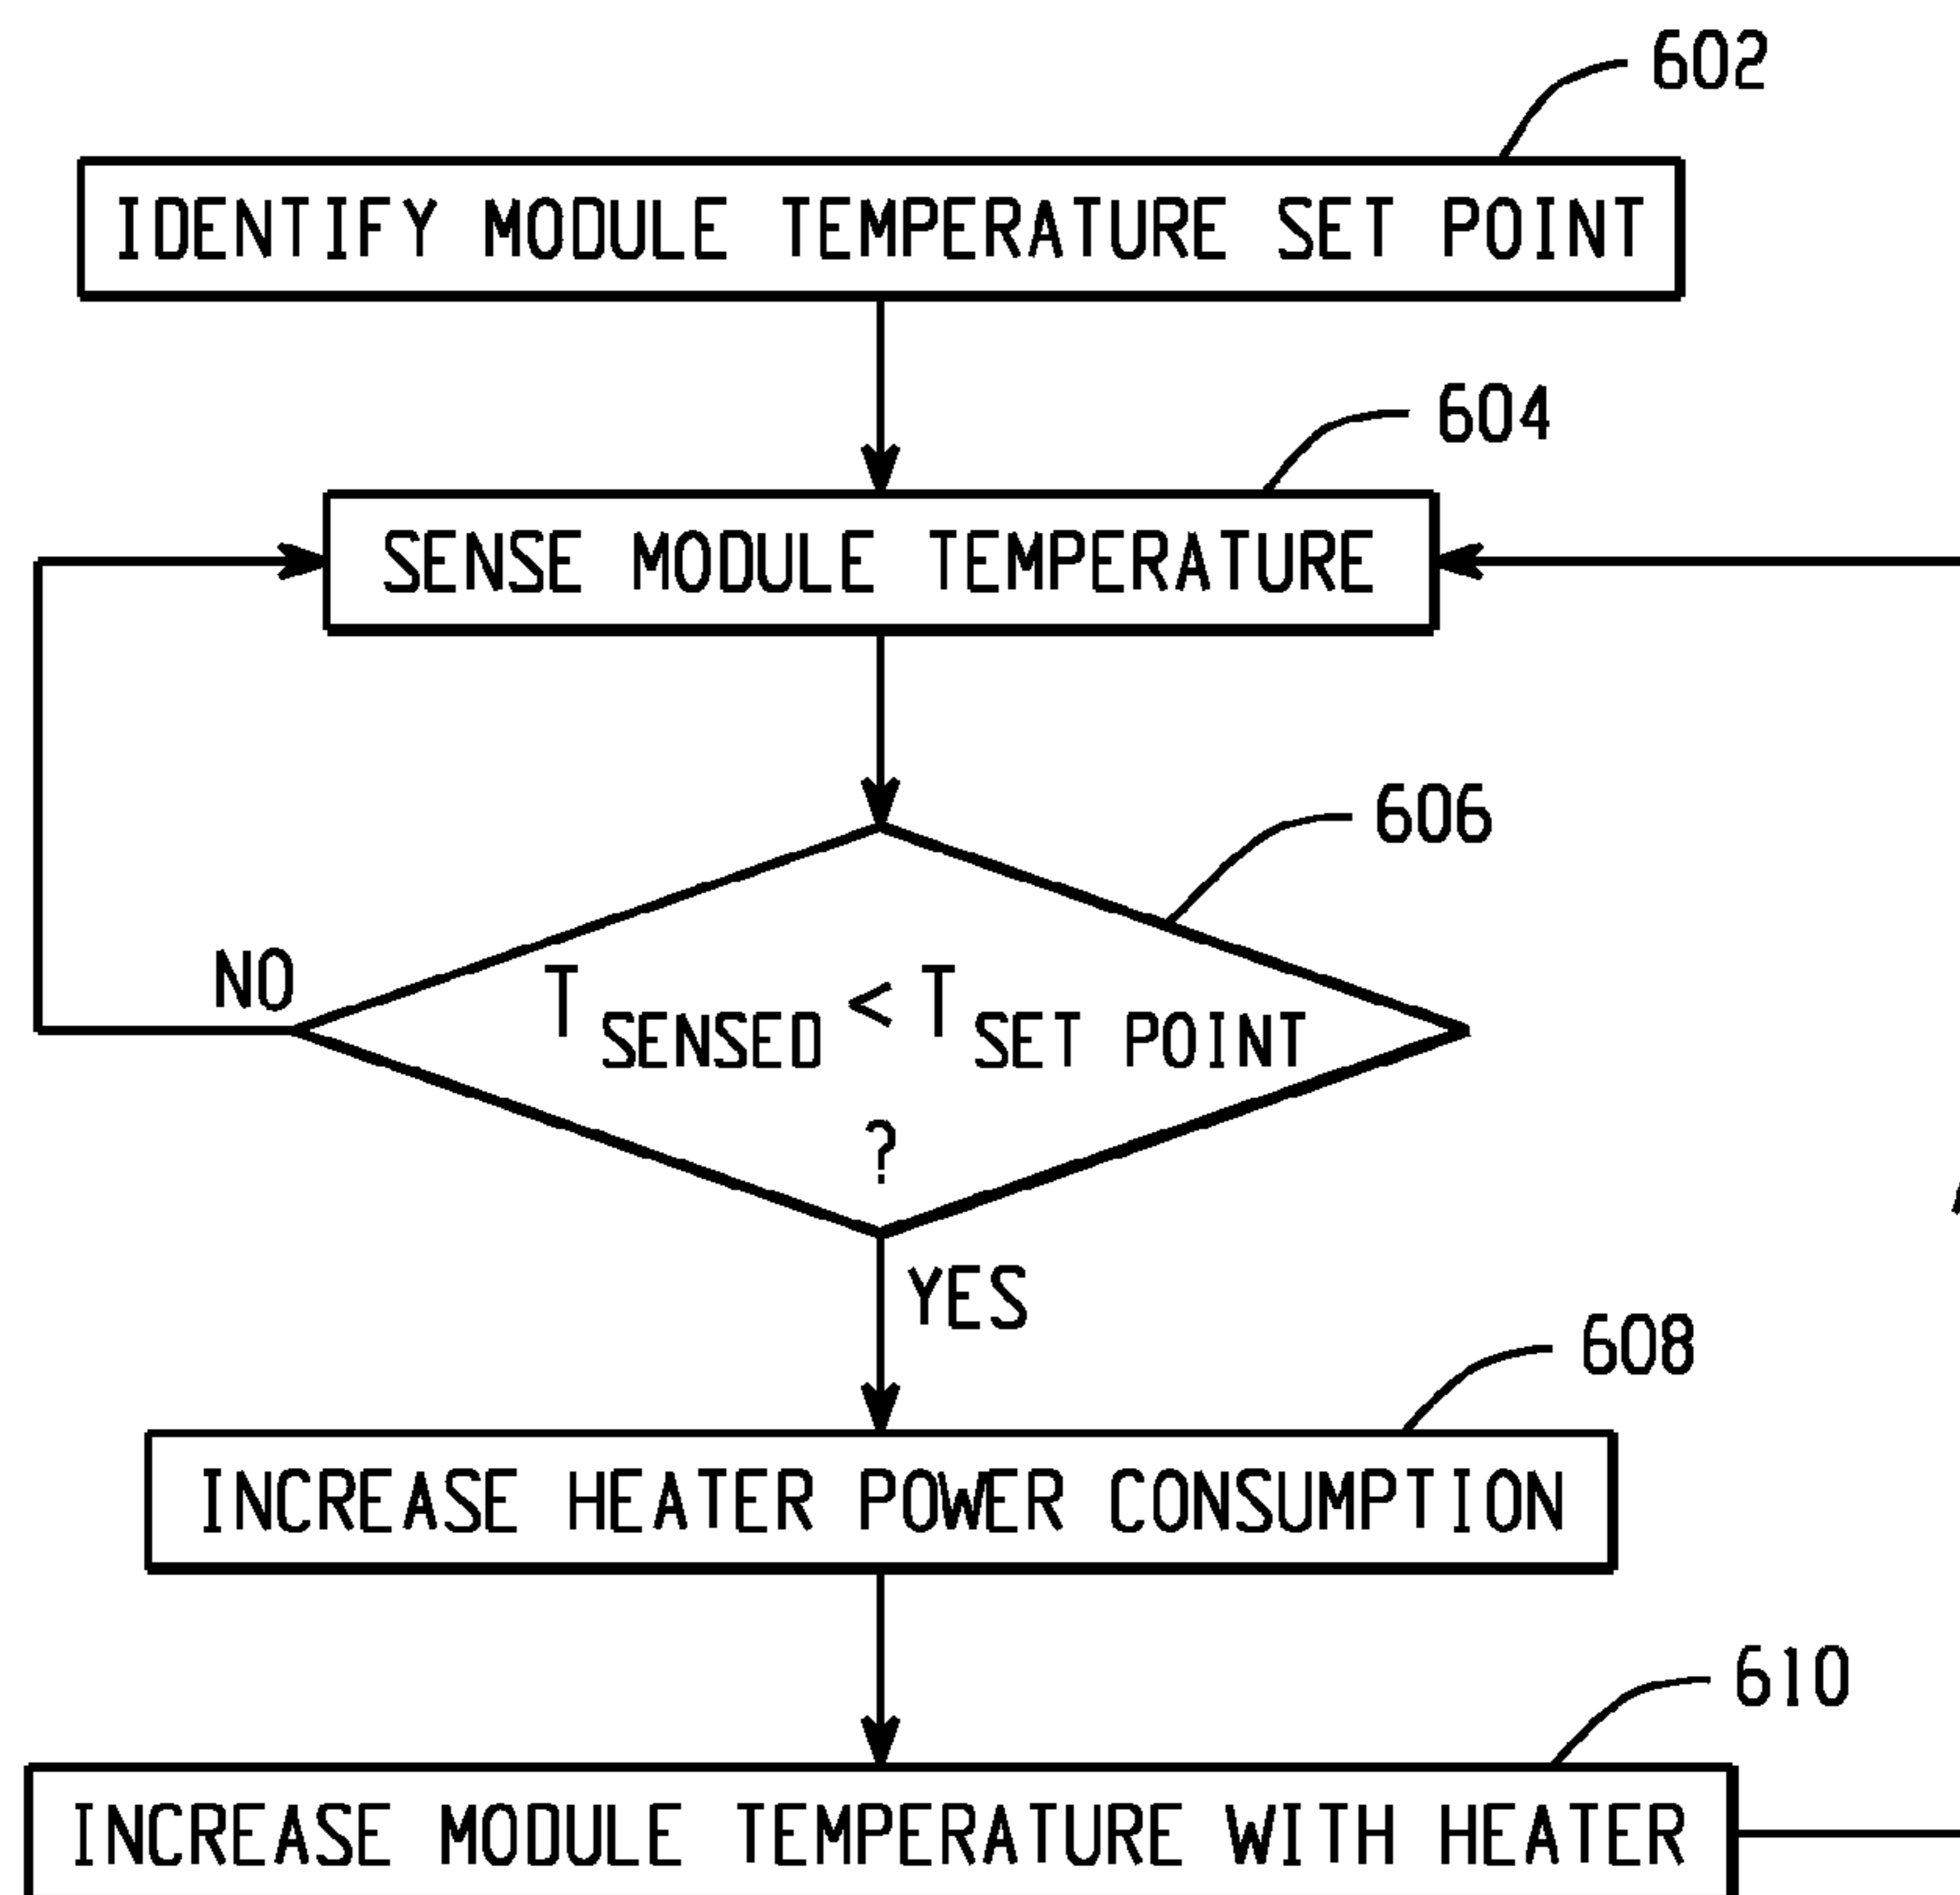 602
IDENTIFY MODULE TEMPERATURE SET POINT
604
SENSE MODULE TEMPERATURE
606
NO
T SENSED < T SET POINT
?
YES
608
INCREASE HEATER POWER CONSUMPTION
610
INCREASE MODULE TEMPERATURE WITH HEATER